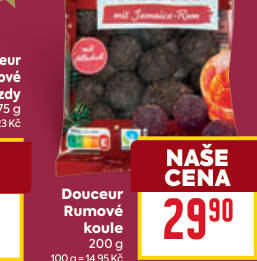 mit Jamaica-Rum
mit
Alkohol
eur
ové
zdy
75 g
23 Kč
NAŠE
CENA
29 90
Douceur
Rumové
koule
200 g
100 g = 14,95 Kč